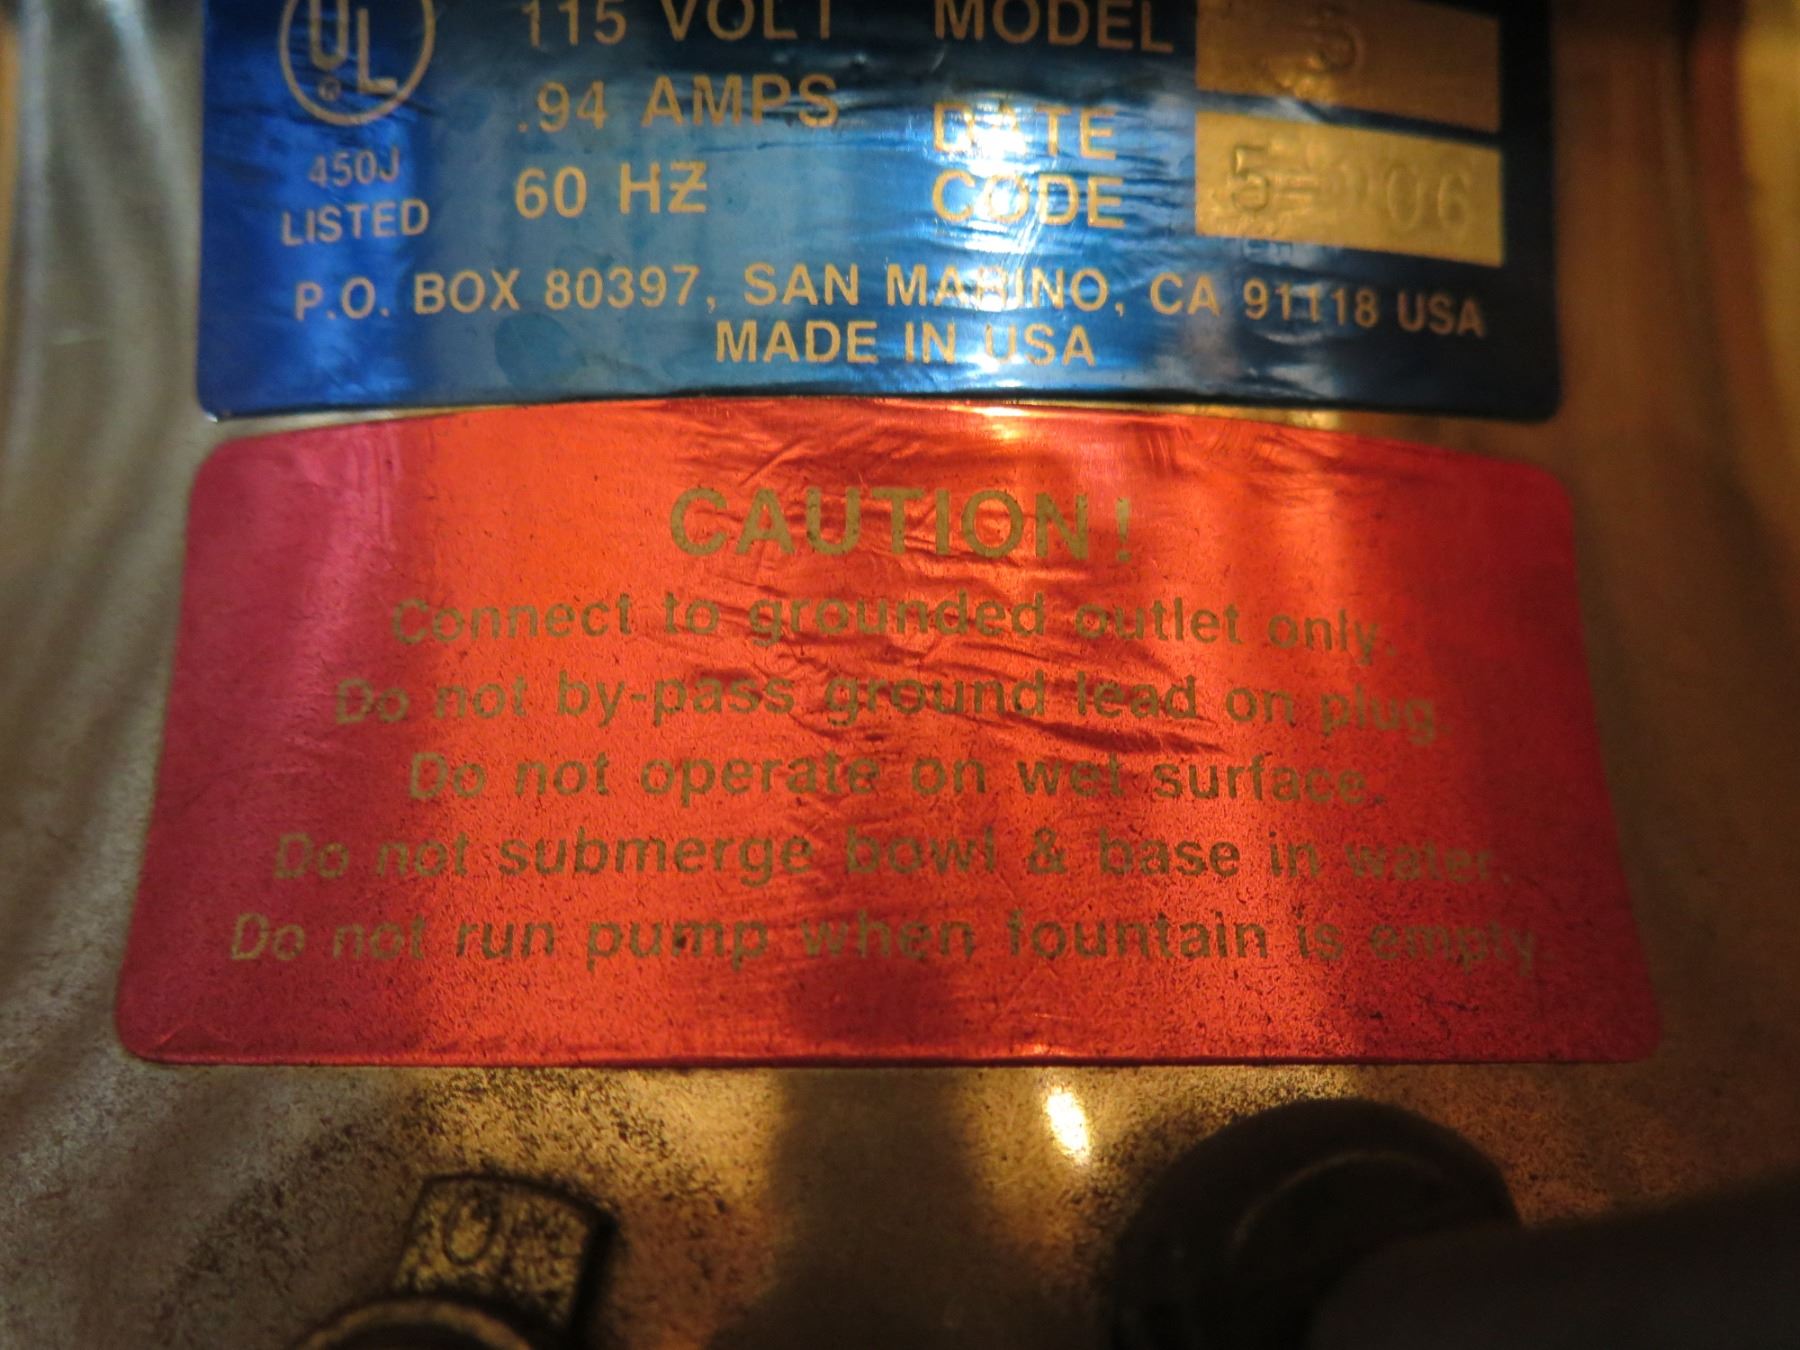 UL
115 VOLT MODEL
.94 AMPS DATE
450J
60 HZ CODE
LISTED
P.O. BOX 80397, SAN MARINO, CA 91118 USA
MADE IN USA
CAUTION!
Connect to grounded outlet only.
Do not by-pass ground lead on plug.
Do not operate on wet surface.
Do not submerge bowl & base in water.
Do not run pump when fountain is empty.